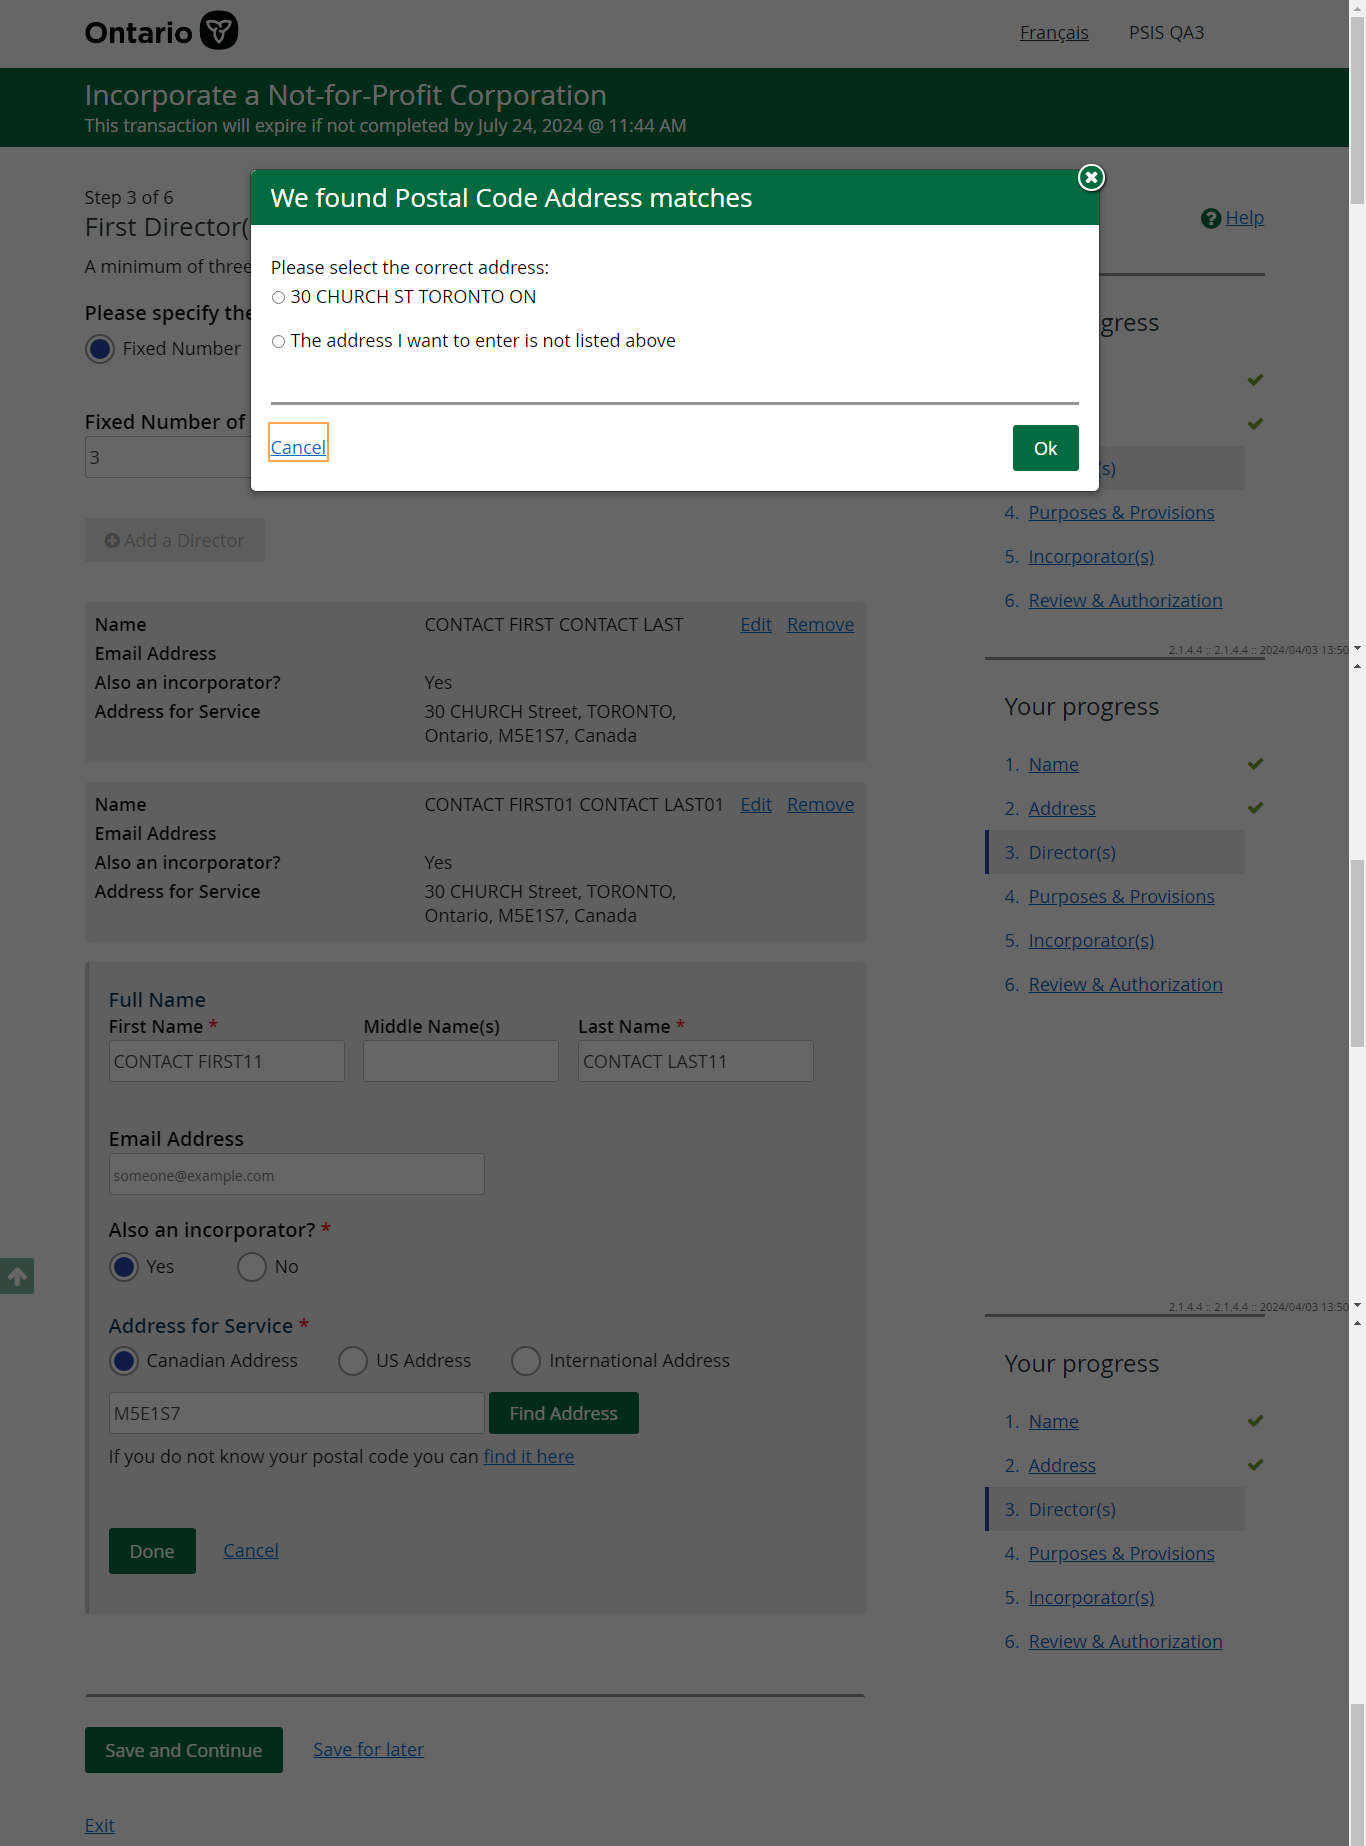 Ontario
Français PSIS QA3
Incorporate a Not-for-Profit Corporation
This transaction will expire if not completed by July 24, 2024 @ 11:44 AM
We found Postal Code Address matches
Please select the correct address:
30 CHURCH ST TORONTO ON
The address I want to enter is not listed above
Cancel
Ok
Step 3 of 6
First Director(
A minimum of three
Help
Please specify the
Fixed Number
Fixed Number of
3
Add a Director
gress
s)
4. Purposes & Provisions
5. Incorporator(s)
6. Review & Authorization
2.1.4.4 :: 2.1.4.4 :: 2024/04/03 13:50
Name CONTACT FIRST CONTACT LAST Edit Remove
Email Address
Also an incorporator? Yes
Address for Service 30 CHURCH Street, TORONTO,
Ontario, M5E1S7, Canada
Name CONTACT FIRST01 CONTACT LAST01 Edit Remove
Email Address
Also an incorporator? Yes
Address for Service 30 CHURCH Street, TORONTO,
Ontario, M5E1S7, Canada
Your progress
1. Name
2. Address
3. Director(s)
4. Purposes & Provisions
5. Incorporator(s)
6. Review & Authorization
Full Name
First Name * Middle Name(s) Last Name *
CONTACT FIRST11 CONTACT LAST11
Email Address
someone@example.com
Also an incorporator? *
Yes No
Address for Service *
Canadian Address US Address International Address
M5E1S7 Find Address
If you do not know your postal code you can find it here
Done Cancel
2.1.4.4 :: 2.1.4.4 :: 2024/04/03 13:50
Your progress
1. Name
2. Address
3. Director(s)
4. Purposes & Provisions
5. Incorporator(s)
6. Review & Authorization
Save and Continue Save for later
Exit